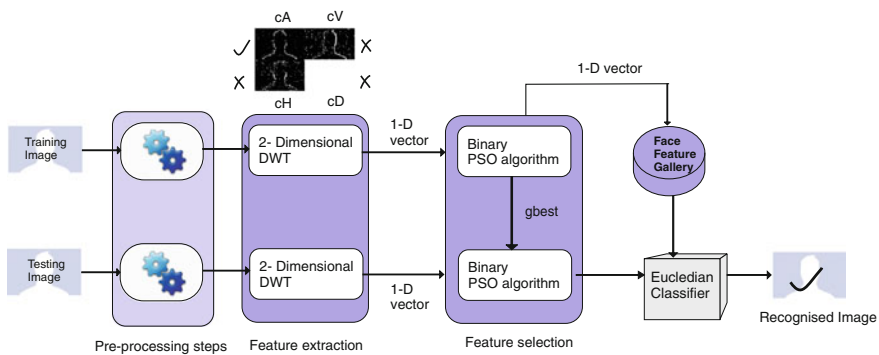 cA cV
cH cD
1-D vector
Training
Image
2- Dimensional
DWT
1-D
vector
Binary
PSO algorithm
Face
Feature
Gallery
gbest
Testing
Image
2- Dimensional
DWT
1-D
vector
Binary
PSO algorithm
Eucledian
Classifier
Recognised Image
Pre-processing steps
Feature extraction
Feature selection